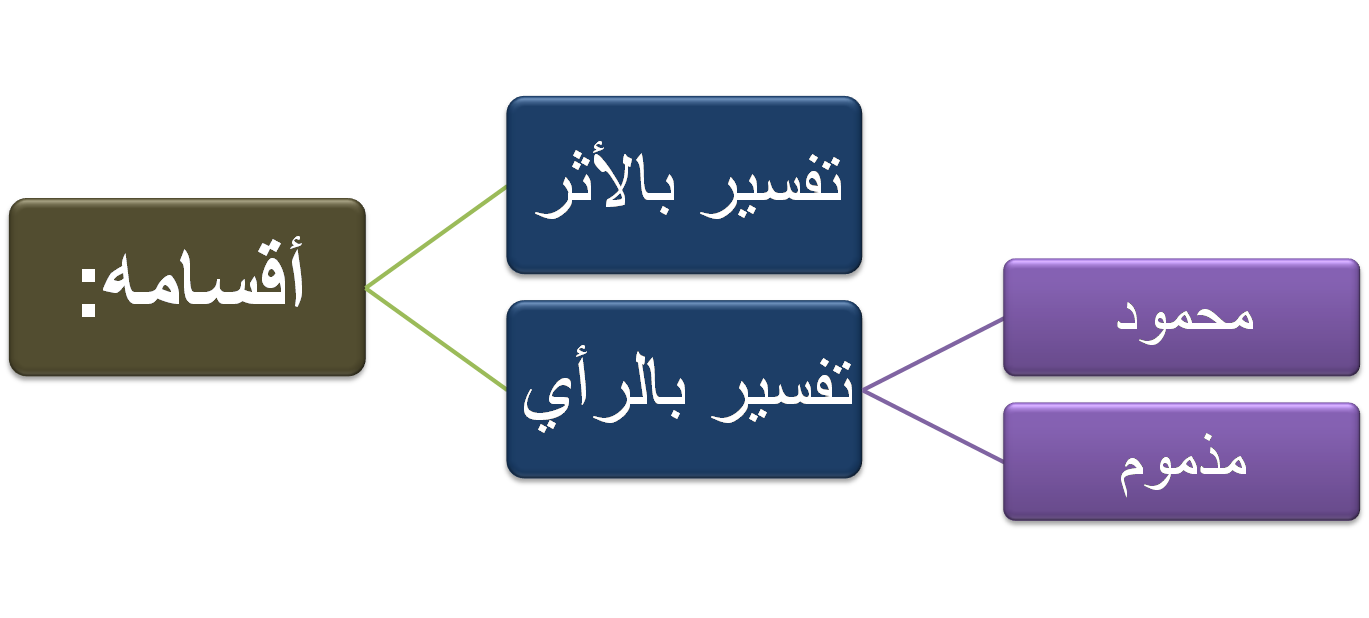 أقسامه:
تفسير بالأثر
تفسير بالرأي
محمود
مذموم